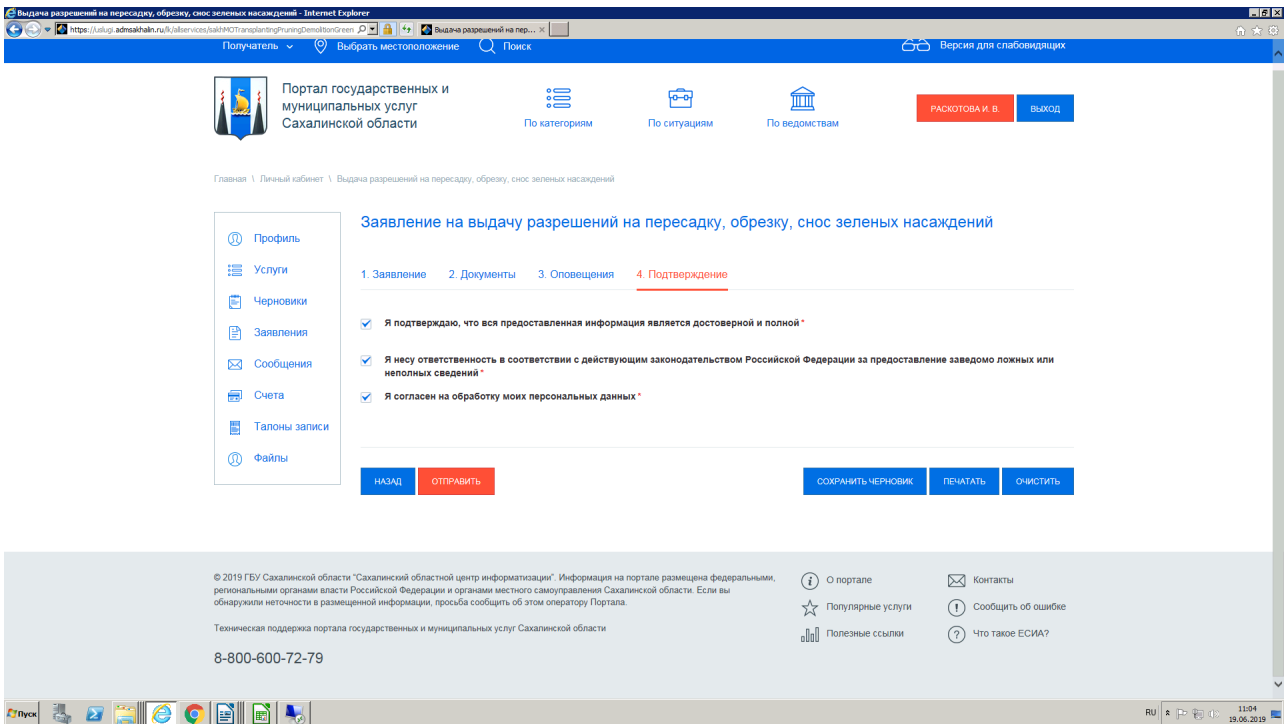 Выдача разрешения на пересадку, обрезку, снос зеленых насаждений - Internet Explorer
https://uslugi.admsakhalin.ru/lk/allservices/sakhMOTransplantingPruningDemolitionGreen
Выдача разрешения на пер...
Получатель
Выбрать местоположение
Поиск
Версия для слабовидящих
Портал государственных и
муниципальных услуг
Сахалинской области
По категориям
По ситуациям
По ведомствам
РАСКОТОВА И. В.
ВЫХОД
Главная \ Личный кабинет \ Выдача разрешений на пересадку, обрезку, снос зеленых насаждений
Профиль
Услуги
Черновики
Заявления
Сообщения
Счета
Талоны записи
Файлы
Заявление на выдачу разрешений на пересадку, обрезку, снос зеленых насаждений
1. Заявление
2. Документы
3. Оповещения
4. Подтверждение
Я подтверждаю, что вся предоставленная информация является достоверной и полной *
Я несу ответственность в соответствии с действующим законодательством Российской Федерации за предоставление заведомо ложных или
неполных сведений *
Я согласен на обработку моих персональных данных *
НАЗАД
ОТПРАВИТЬ
СОХРАНИТЬ ЧЕРНОВИК
ПЕЧАТАТЬ
ОЧИСТИТЬ
© 2019 ГБУ Сахалинской области "Сахалинский областной центр информатизации". Информация на портале размещена федеральными,
региональными органами власти Российской Федерации и органами местного самоуправления Сахалинской области. Если вы
обнаружили неточности в размещенной информации, просьба сообщить об этом оператору Портала.
Техническая поддержка портала государственных и муниципальных услуг Сахалинской области
8-800-600-72-79
О портале
Популярные услуги
Полезные ссылки
Контакты
Сообщить об ошибке
Что такое ЕСИА?
Пуск
RU
11:04
19.06.2019